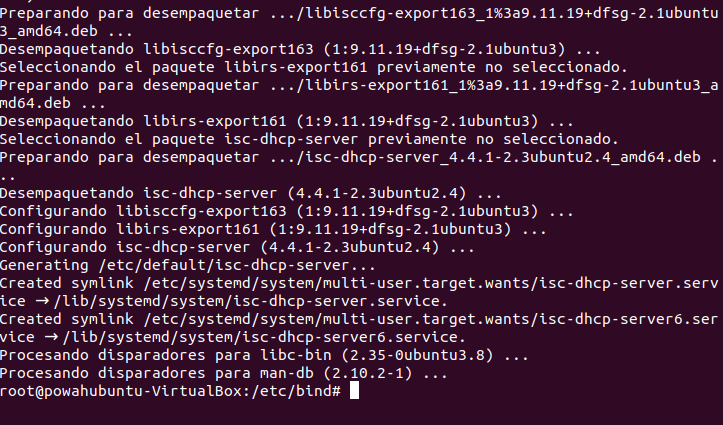 Preparando para desempaquetar .../libisccfg-export163_1%3a9.11.19+dfsg-2.1ubuntu
3_amd64.deb ...
Desempaquetando libisccfg-export163 (1:9.11.19+dfsg-2.1ubuntu3) ...
Seleccionando el paquete libirs-export161 previamente no seleccionado.
Preparando para desempaquetar .../libirs-export161_1%3a9.11.19+dfsg-2.1ubuntu3_a
md64.deb ...
Desempaquetando libirs-export161 (1:9.11.19+dfsg-2.1ubuntu3) ...
Seleccionando el paquete isc-dhcp-server previamente no seleccionado.
Preparando para desempaquetar .../isc-dhcp-server_4.4.1-2.3ubuntu2.4_amd64.deb .
..
Desempaquetando isc-dhcp-server (4.4.1-2.3ubuntu2.4) ...
Configurando libisccfg-export163 (1:9.11.19+dfsg-2.1ubuntu3) ...
Configurando libirs-export161 (1:9.11.19+dfsg-2.1ubuntu3) ...
Configurando isc-dhcp-server (4.4.1-2.3ubuntu2.4) ...
Generating /etc/default/isc-dhcp-server...
Created symlink /etc/systemd/system/multi-user.target.wants/isc-dhcp-server.serv
ice → /lib/systemd/system/isc-dhcp-server.service.
Created symlink /etc/systemd/system/multi-user.target.wants/isc-dhcp-server6.ser
vice → /lib/systemd/system/isc-dhcp-server6.service.
Procesando disparadores para libc-bin (2.35-0ubuntu3.8) ...
Procesando disparadores para man-db (2.10.2-1) ...
root@powahubuntu-VirtualBox:/etc/bind#